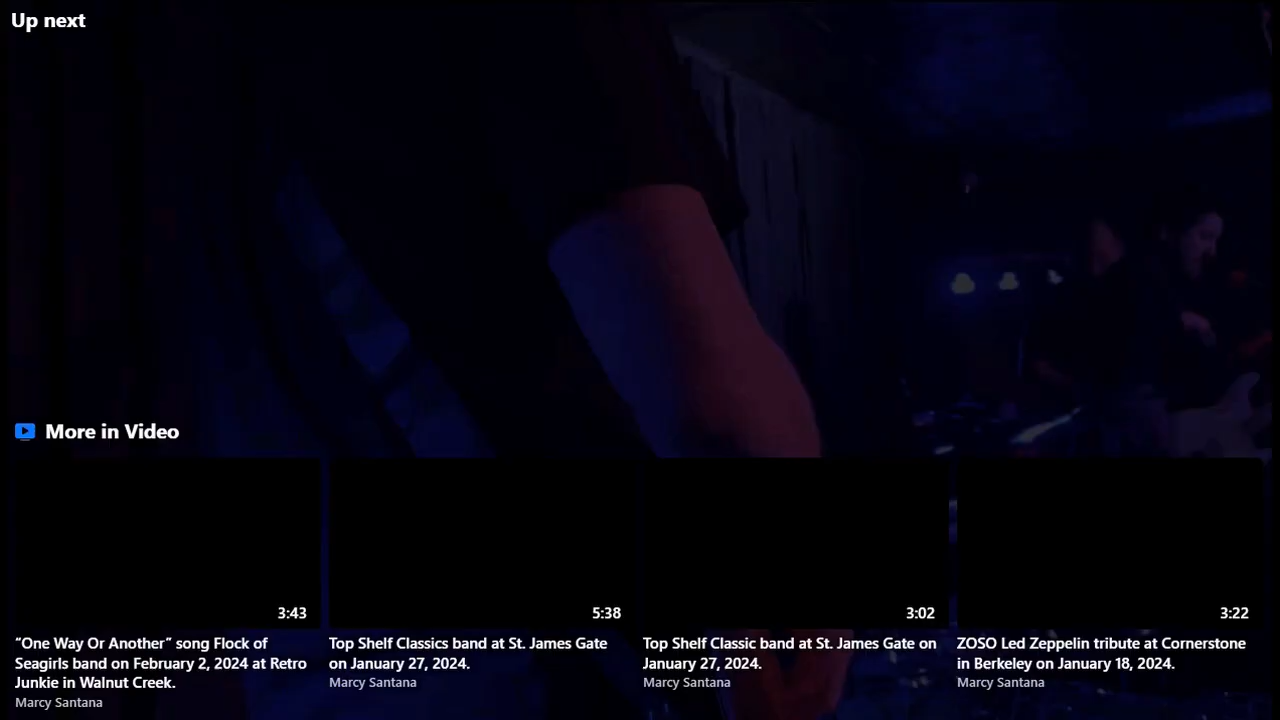 Up next
More in Video
3:43
5:38
3:02
3:22
“One Way Or Another” song Flock of
Seagirls band on February 2, 2024 at Retro
Junkie in Walnut Creek.
Marcy Santana
Top Shelf Classics band at St. James Gate
on January 27, 2024.
Marcy Santana
Top Shelf Classic band at St. James Gate on
January 27, 2024.
Marcy Santana
ZOSO Led Zeppelin tribute at Cornerstone
in Berkeley on January 18, 2024.
Marcy Santana